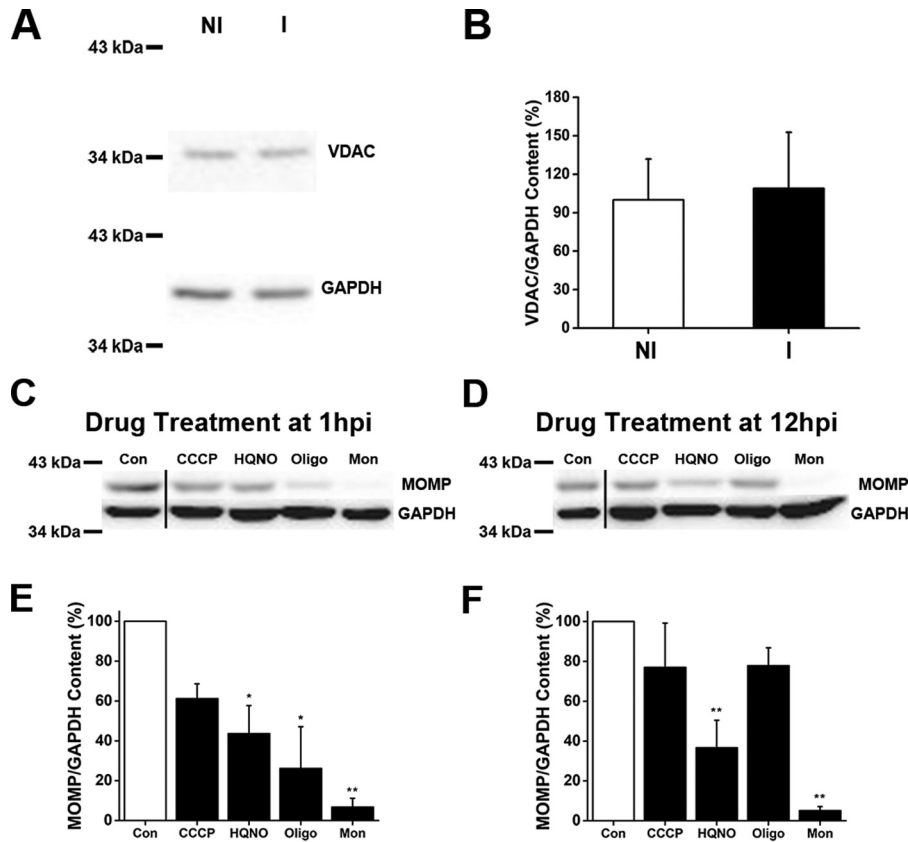 A
NI I
43 kDa
34 kDa
VDAC
43 kDa
GAPDH
34 kDa
B
VDAC/GAPDH Content (%)
180
150
120
90
60
30
0
NI I
C
Drug Treatment at 1hpi
43 kDa
Con CCCP HQNO Oligo Mon
MOMP
GAPDH
34 kDa
D
Drug Treatment at 12hpi
43 kDa
Con CCCP HQNO Oligo Mon
MOMP
GAPDH
34 kDa
E
MOMP/GAPDH Content (%)
100
80
60
40
20
0
* * **
Con CCCP HQNO Oligo Mon
F
MOMP/GAPDH Content (%)
100
80
60
40
20
0
** **
Con CCCP HQNO Oligo Mon